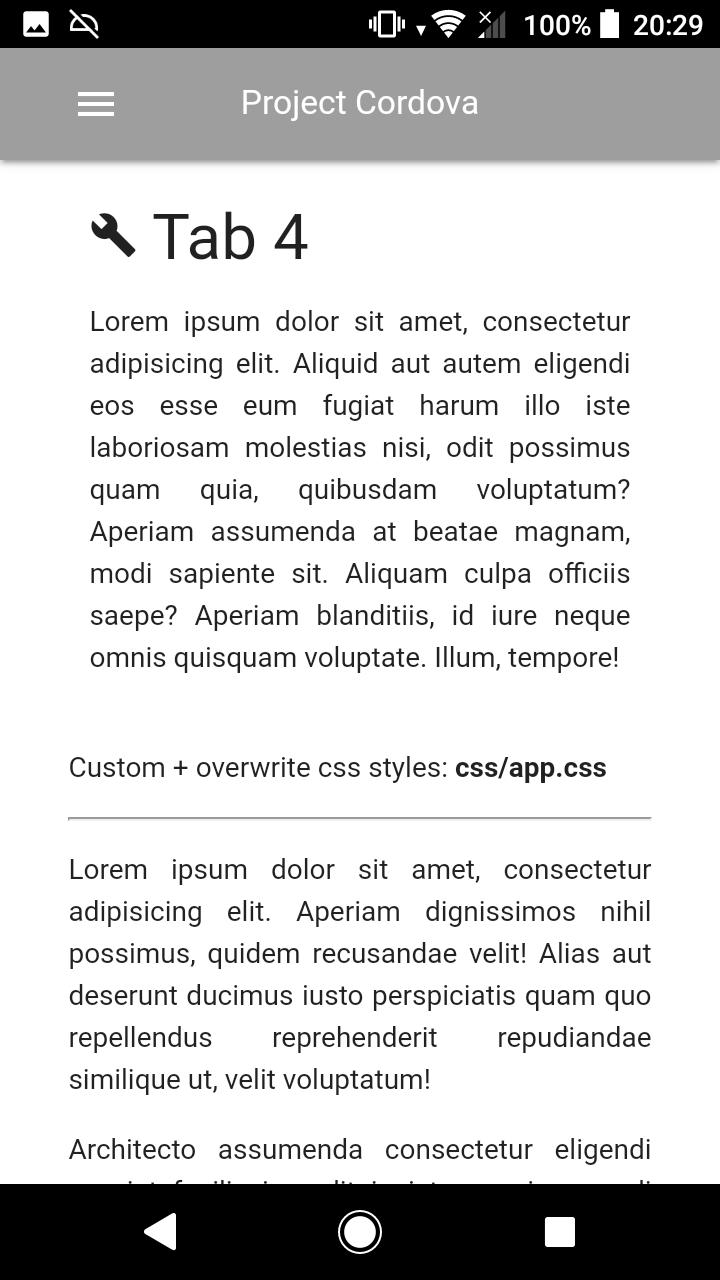 100% 20:29
Project Cordova
Tab 4
Lorem ipsum dolor sit amet, consectetur
adipisicing elit. Aliquid aut autem eligendi
eos esse eum fugiat harum illo iste
laboriosam molestias nisi, odit possimus
quam quia, quibusdam voluptatum?
Aperiam assumenda at beatae magnam,
modi sapiente sit. Aliquam culpa officiis
saepe? Aperiam blanditiis, id iure neque
omnis quisquam voluptate. Illum, tempore!
Custom + overwrite css styles: css/app.css
Lorem ipsum dolor sit amet, consectetur
adipisicing elit. Aperiam dignissimos nihil
possimus, quidem recusandae velit! Alias aut
deserunt ducimus iusto perspiciatis quam quo
repellendus reprehenderit repudiandae
similique ut, velit voluptatum!
Architecto assumenda consectetur eligendi